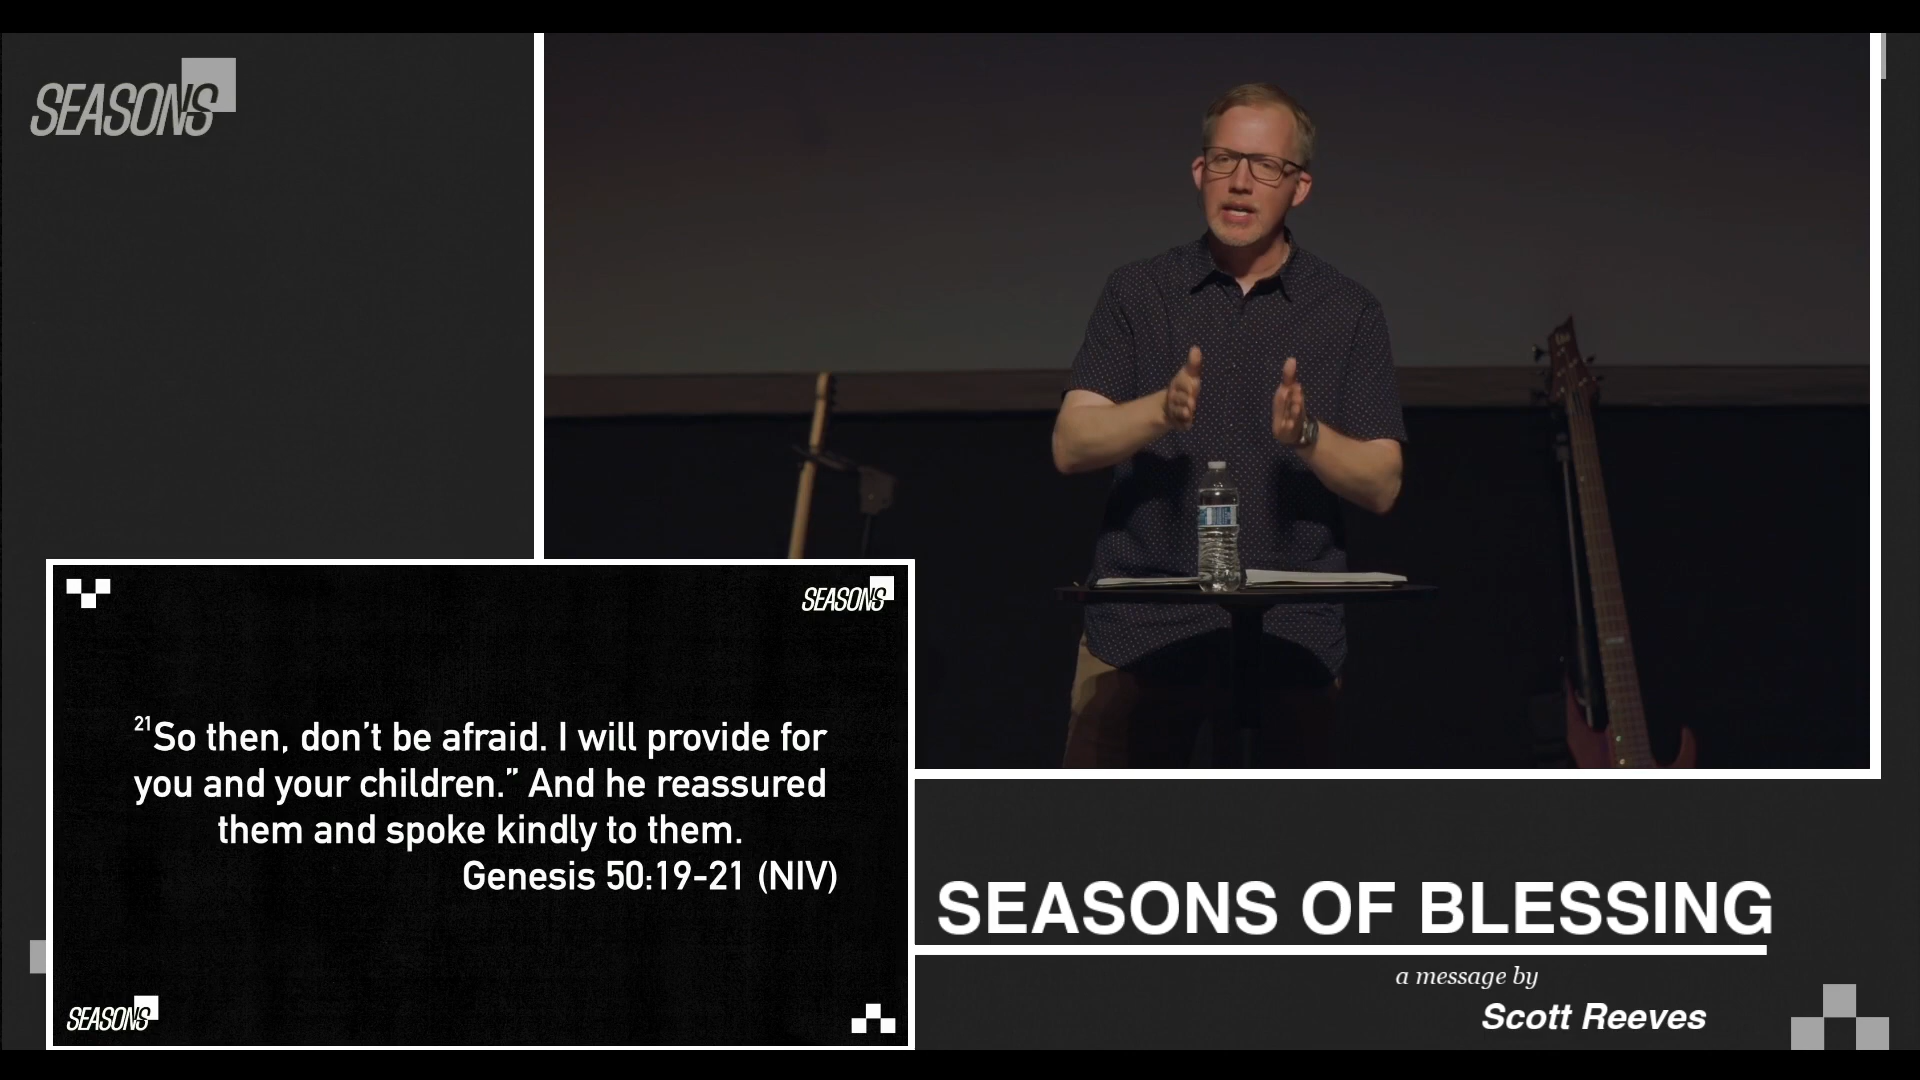 SEASONS
SEASONS
²¹So then, don’t be afraid. I will provide for
you and your children.” And he reassured
them and spoke kindly to them.
Genesis 50:19-21 (NIV)
SEASONS
SEASONS OF BLESSING
a message by
Scott Reeves